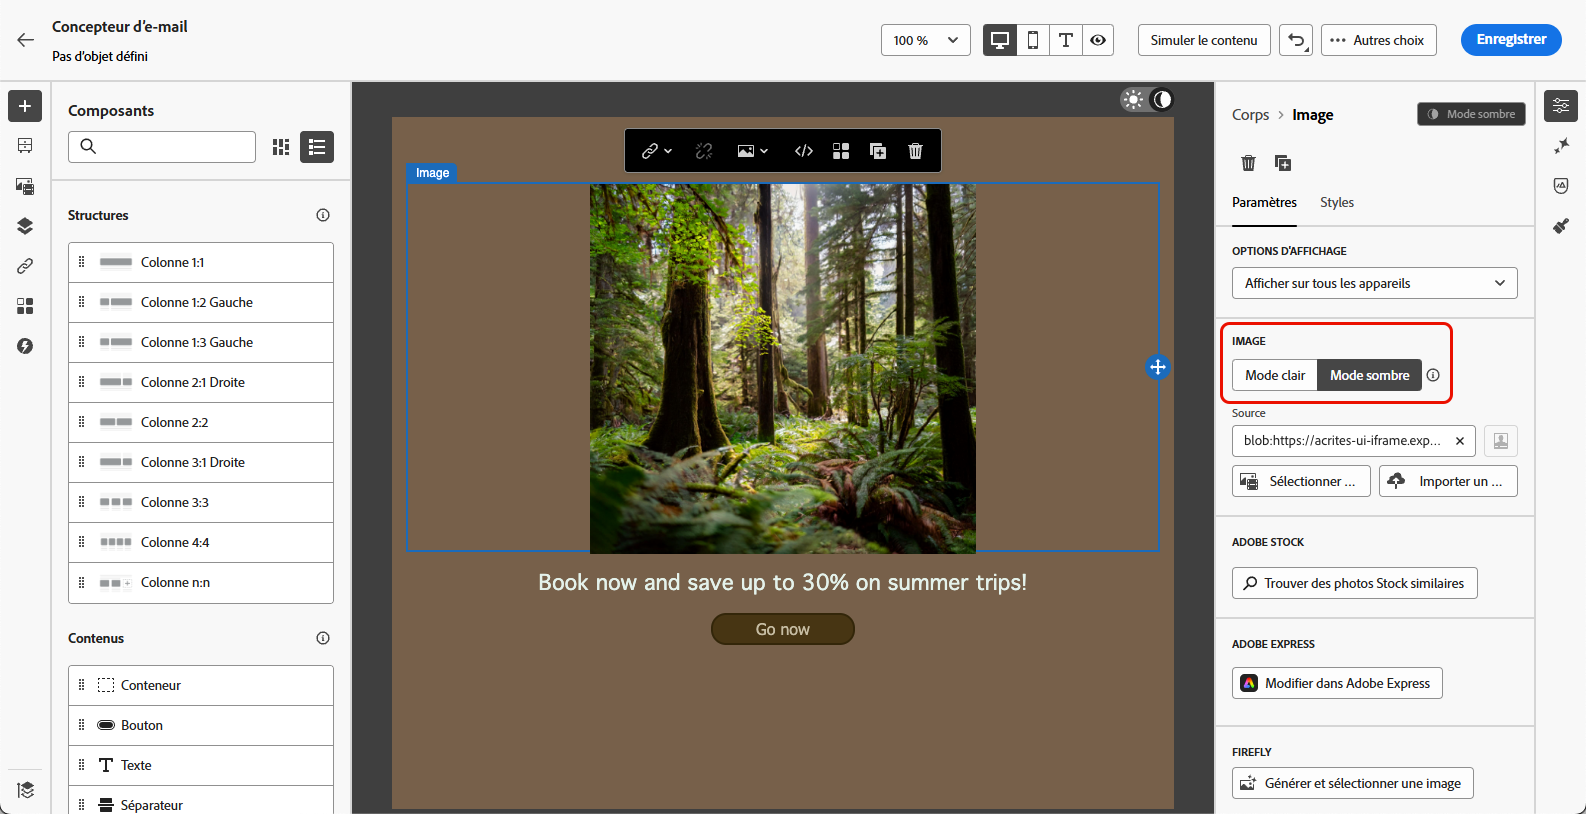 Concepteur d'e-mail
Pas d'objet défini
100 %
Simuler le contenu
Autres choix
Enregistrer
Composants
Structures
Colonne 1:1
Colonne 1:2 Gauche
Colonne 1:3 Gauche
Colonne 2:1 Droite
Colonne 2:2
Colonne 3:1 Droite
Colonne 3:3
Colonne 4:4
Colonne n:n
Contenus
Conteneur
Bouton
Texte
Séparateur
Image
Book now and save up to 30% on summer trips!
Go now
Corps > Image
Mode sombre
Paramètres
Styles
OPTIONS D'AFFICHAGE
Afficher sur tous les appareils
IMAGE
Mode clair
Mode sombre
Source
blob:https://acrites-ui-iframe.exp...
Sélectionner ...
Importer un ...
ADOBE STOCK
Trouver des photos Stock similaires
ADOBE EXPRESS
Modifier dans Adobe Express
FIREFLY
Générer et sélectionner une image